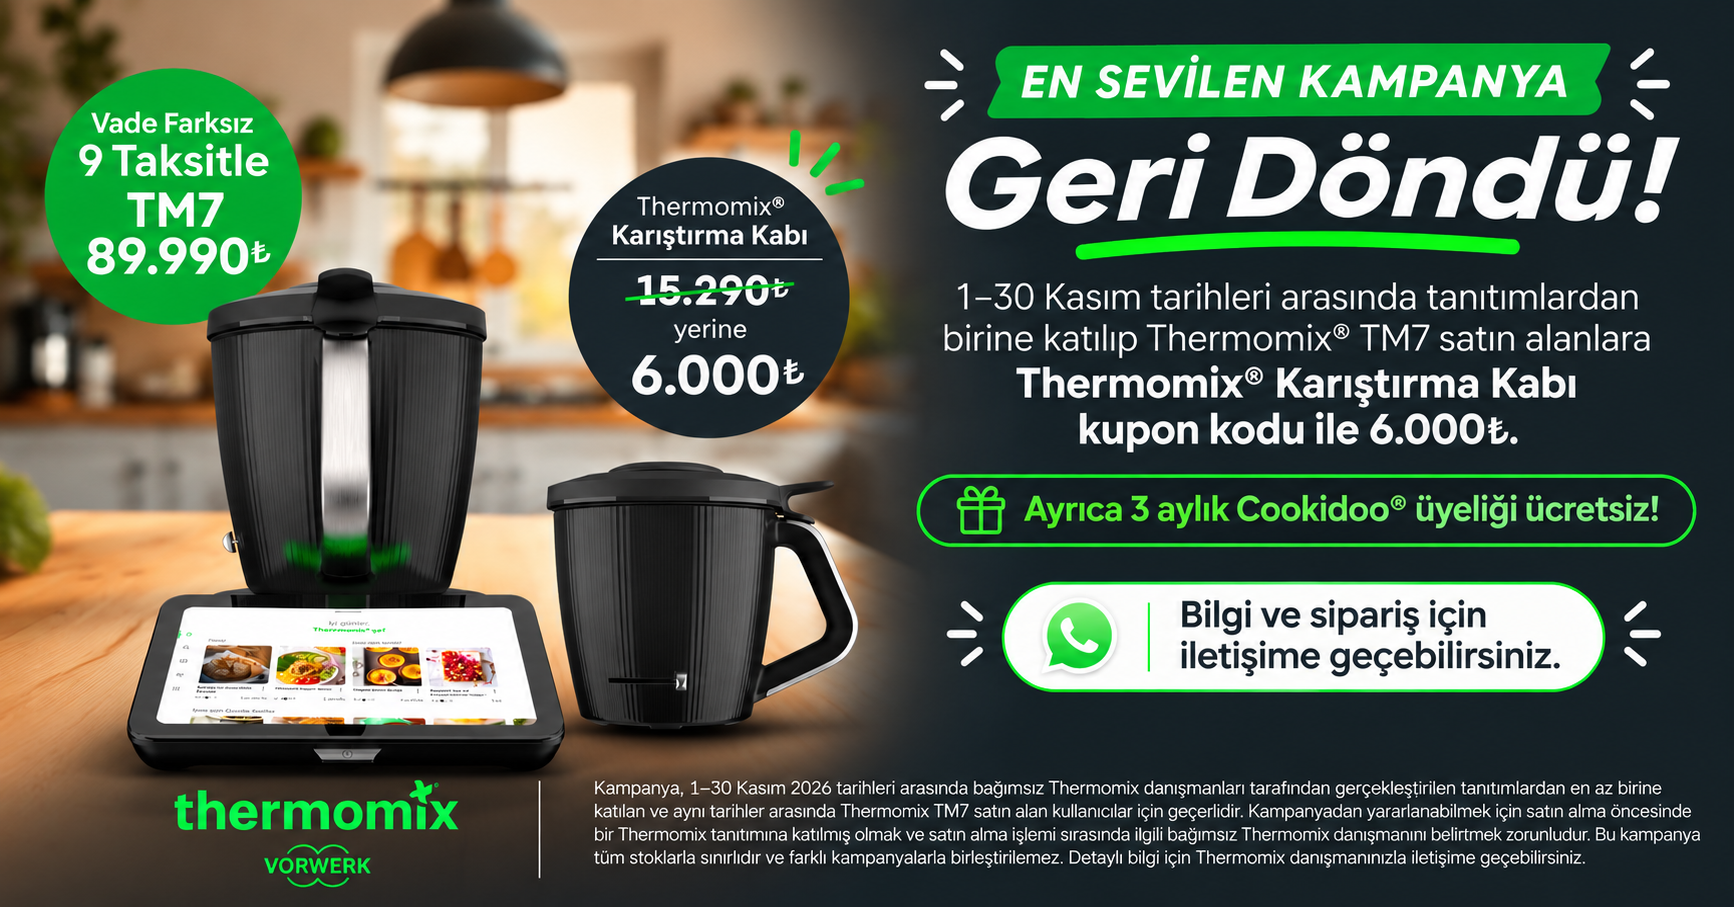 Vade Farksız
9 Taksitle
TM7
89.990₺
Thermomix®
Karıştırma Kabı
15.290₺
yerine
6.000₺
EN SEVİLEN KAMPANYA
Geri Döndü!
1–30 Kasım tarihleri arasında tanıtımlardan
birine katılıp Thermomix® TM7 satın alanlara
Thermomix® Karıştırma Kabı
kupon kodu ile 6.000₺.
Ayrıca 3 aylık Cookidoo® üyeliği ücretsiz!
Bilgi ve sipariş için
iletişime geçebilirsiniz.
İyi günler,
thermomix®
VORWERK
Kampanya, 1–30 Kasım 2026 tarihleri arasında bağımsız Thermomix danışmanları tarafından gerçekleştirilen tanıtımlardan en az birine
katılan ve aynı tarihler arasında Thermomix TM7 satın alan kullanıcılar için geçerlidir. Kampanyadan yararlanabilmek için satın alma öncesinde
bir Thermomix tanıtımına katılmış olmak ve satın alma işlemi sırasında ilgili bağımsız Thermomix danışmanını belirtmek zorunludur. Bu kampanya
tüm stoklarla sınırlıdır ve farklı kampanyalarla birleştirilemez. Detaylı bilgi için Thermomix danışmanınızla iletişime geçebilirsiniz.